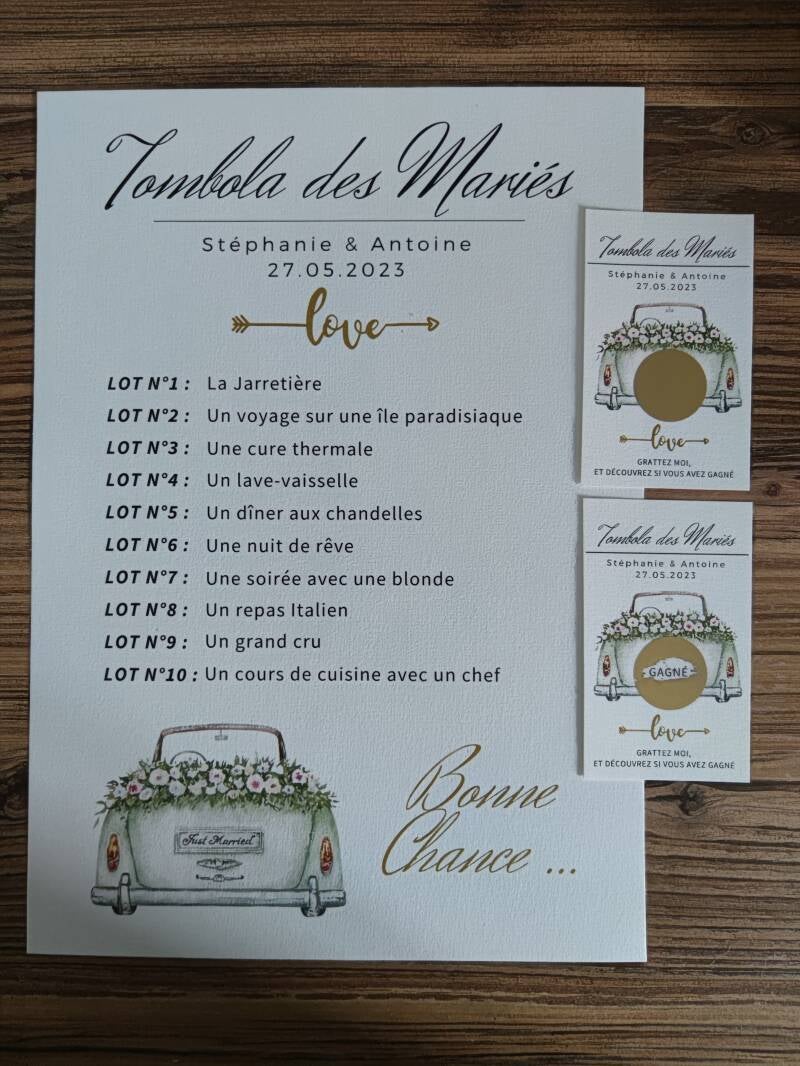 Tombola des Mariés
Stéphanie & Antoine
27.05.2023
love
LOT N°1 : La Jarretière
LOT N°2 : Un voyage sur une île paradisiaque
LOT N°3 : Une cure thermale
LOT N°4 : Un lave-vaisselle
LOT N°5 : Un dîner aux chandelles
LOT N°6 : Une nuit de rêve
LOT N°7 : Une soirée avec une blonde
LOT N°8 : Un repas Italien
LOT N°9 : Un grand cru
LOT N°10 : Un cours de cuisine avec un chef
Just Married
Bonne
Chance ...
Tombola des Mariés
Stéphanie & Antoine
27.05.2023
love
GRATTEZ MOI,
ET DÉCOUVREZ SI VOUS AVEZ GAGNÉ
Tombola des Mariés
Stéphanie & Antoine
27.05.2023
GAGNÉ
love
GRATTEZ MOI,
ET DÉCOUVREZ SI VOUS AVEZ GAGNÉ